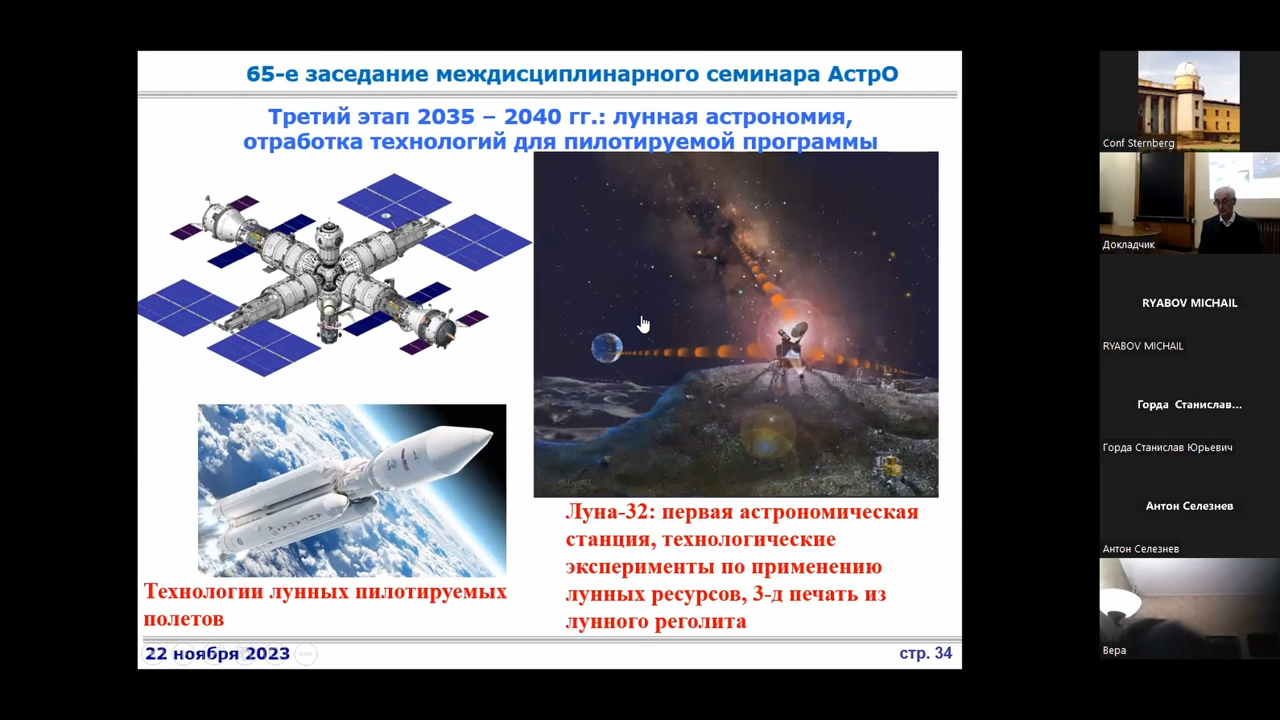 65-е заседание междисциплинарного семинара АстрО
Третий этап 2035 – 2040 гг.: лунная астрономия,
отработка технологий для пилотируемой программы
Технологии лунных пилотируемых
полетов
Луна-32: первая астрономическая
станция, технологические
эксперименты по применению
лунных ресурсов, 3-д печать из
лунного реголита
22 ноября 2023
стр. 34
Conf Sternberg
Докладчик
RYABOV MICHAIL
RYABOV MICHAIL
Горда Станислав...
Горда Станислав Юрьевич
Антон Селезнев
Антон Селезнев
Вера